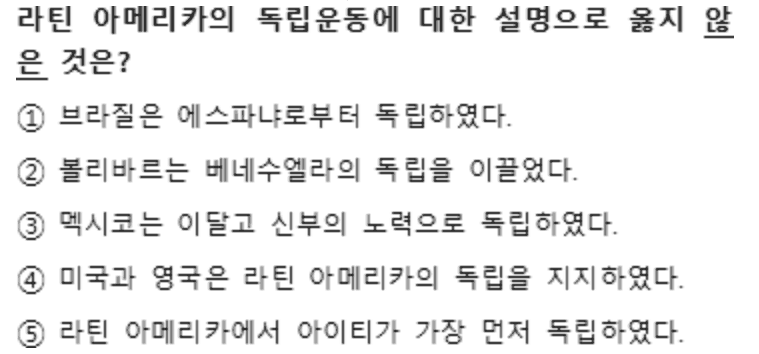 라틴 아메리카의 독립운동에 대한 설명으로 옳지 않
은 것은?
① 브라질은 에스파냐로부터 독립하였다.
② 볼리바르는 베네수엘라의 독립을 이끌었다.
③ 멕시코는 이달고 신부의 노력으로 독립하였다.
④ 미국과 영국은 라틴 아메리카의 독립을 지지하였다.
⑤ 라틴 아메리카에서 아이티가 가장 먼저 독립하였다.